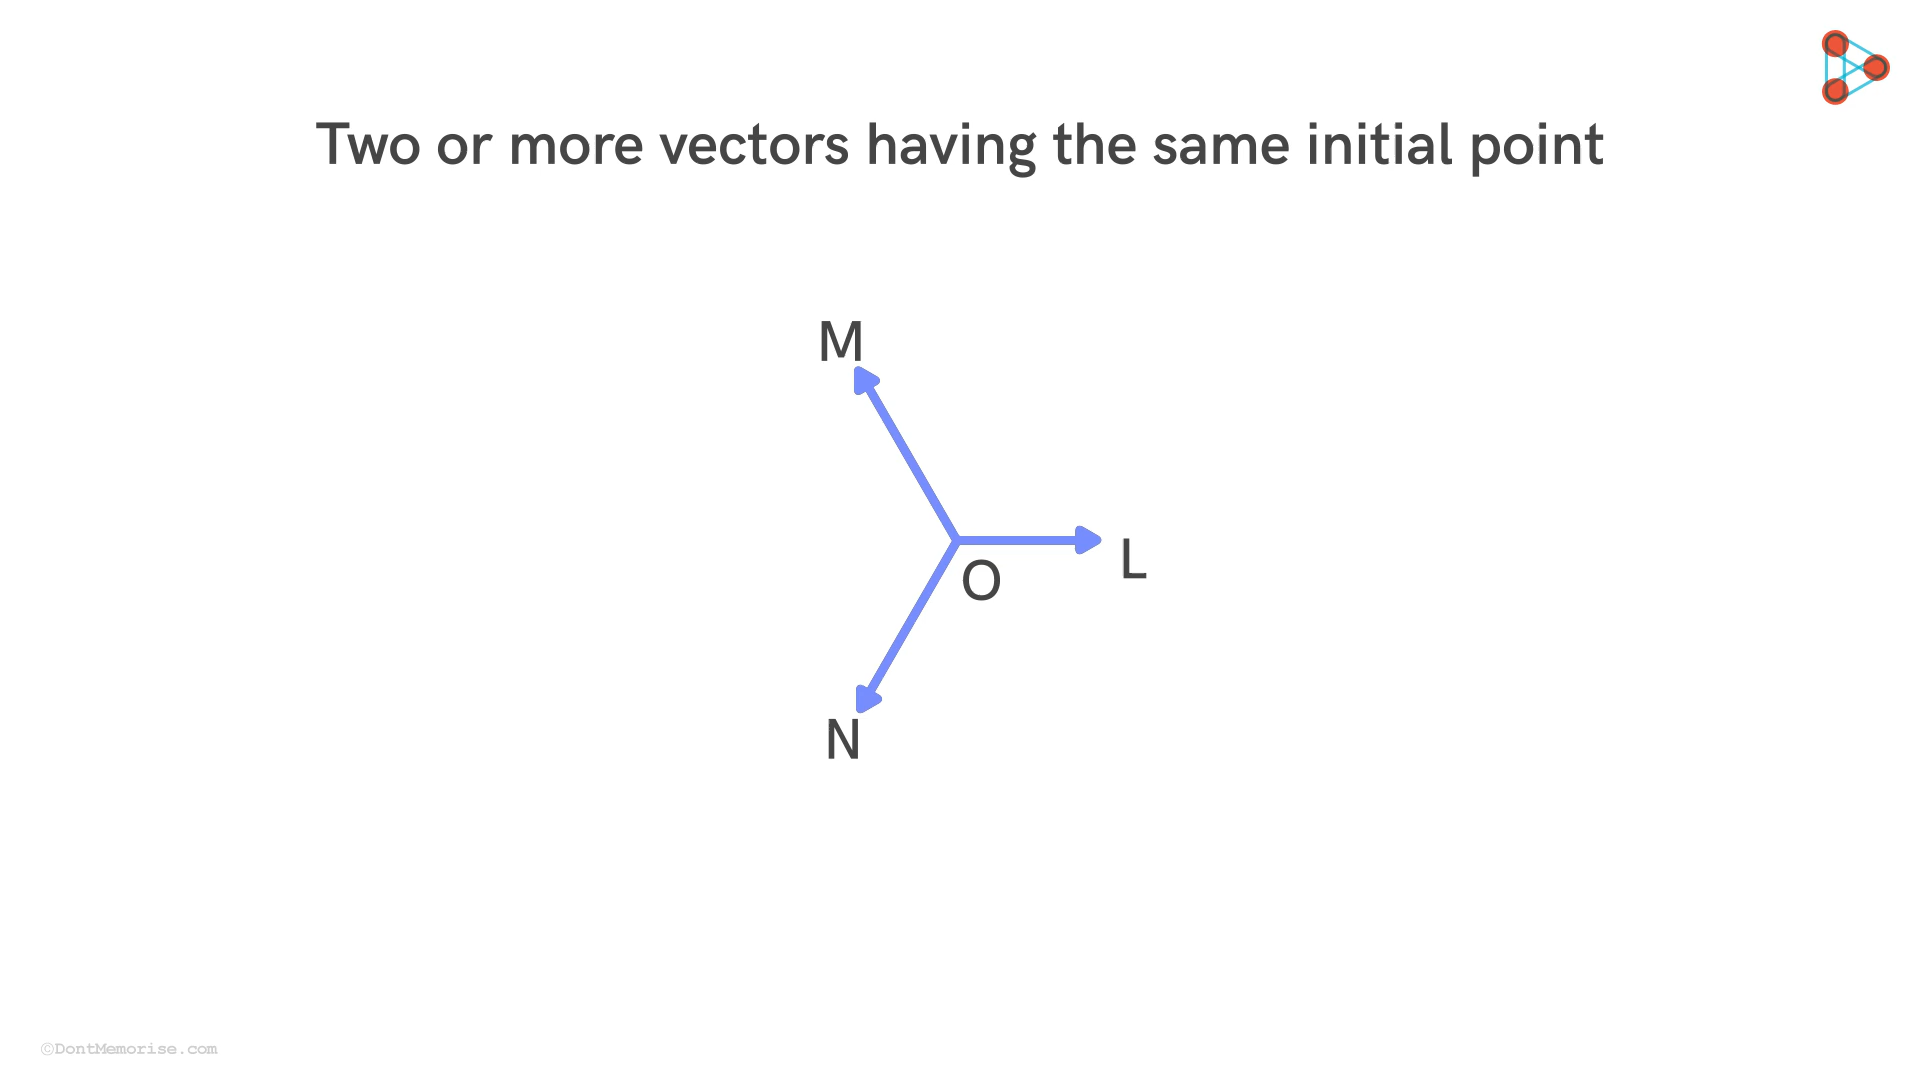 Two or more vectors having the same initial point
M
L
O
N
©DontMemorise.com